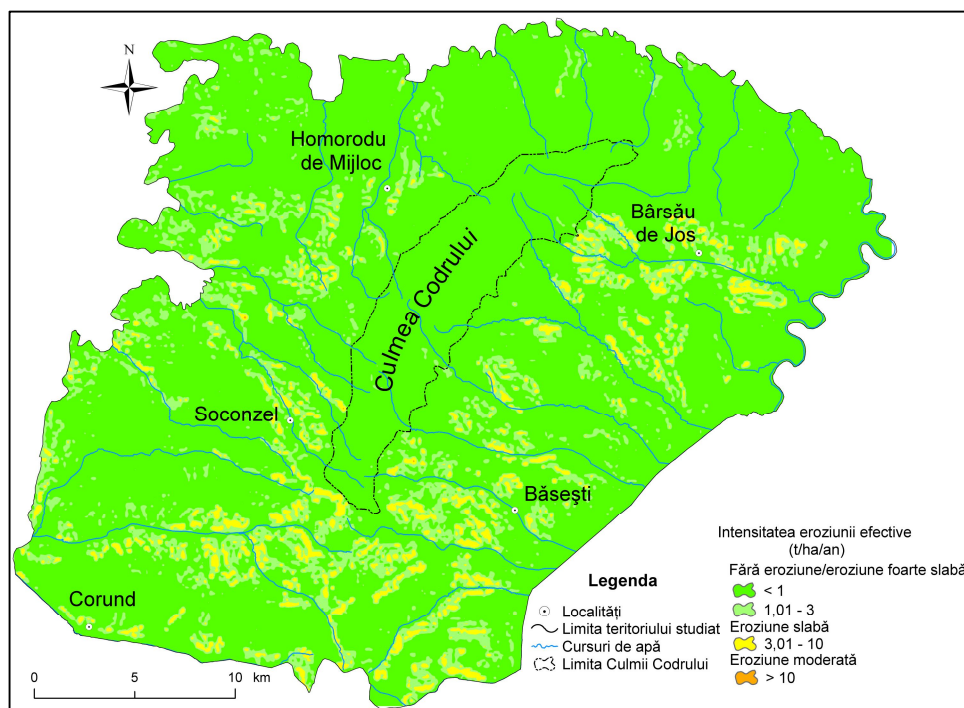 N
Homorodu
de Mijloc
Bârsău
de Jos
Culmea Codrului
Soconzel
Băseşti
Corund
0 5 10 km
Legenda
Localități
Limita teritoriului studiat
Cursuri de apă
Limita Culmii Codrului
Intensitatea eroziunii efective
(t/ha/an)
Fără eroziune/eroziune foarte slabă
< 1
1,01 - 3
Eroziune slabă
3,01 - 10
Eroziune moderată
> 10